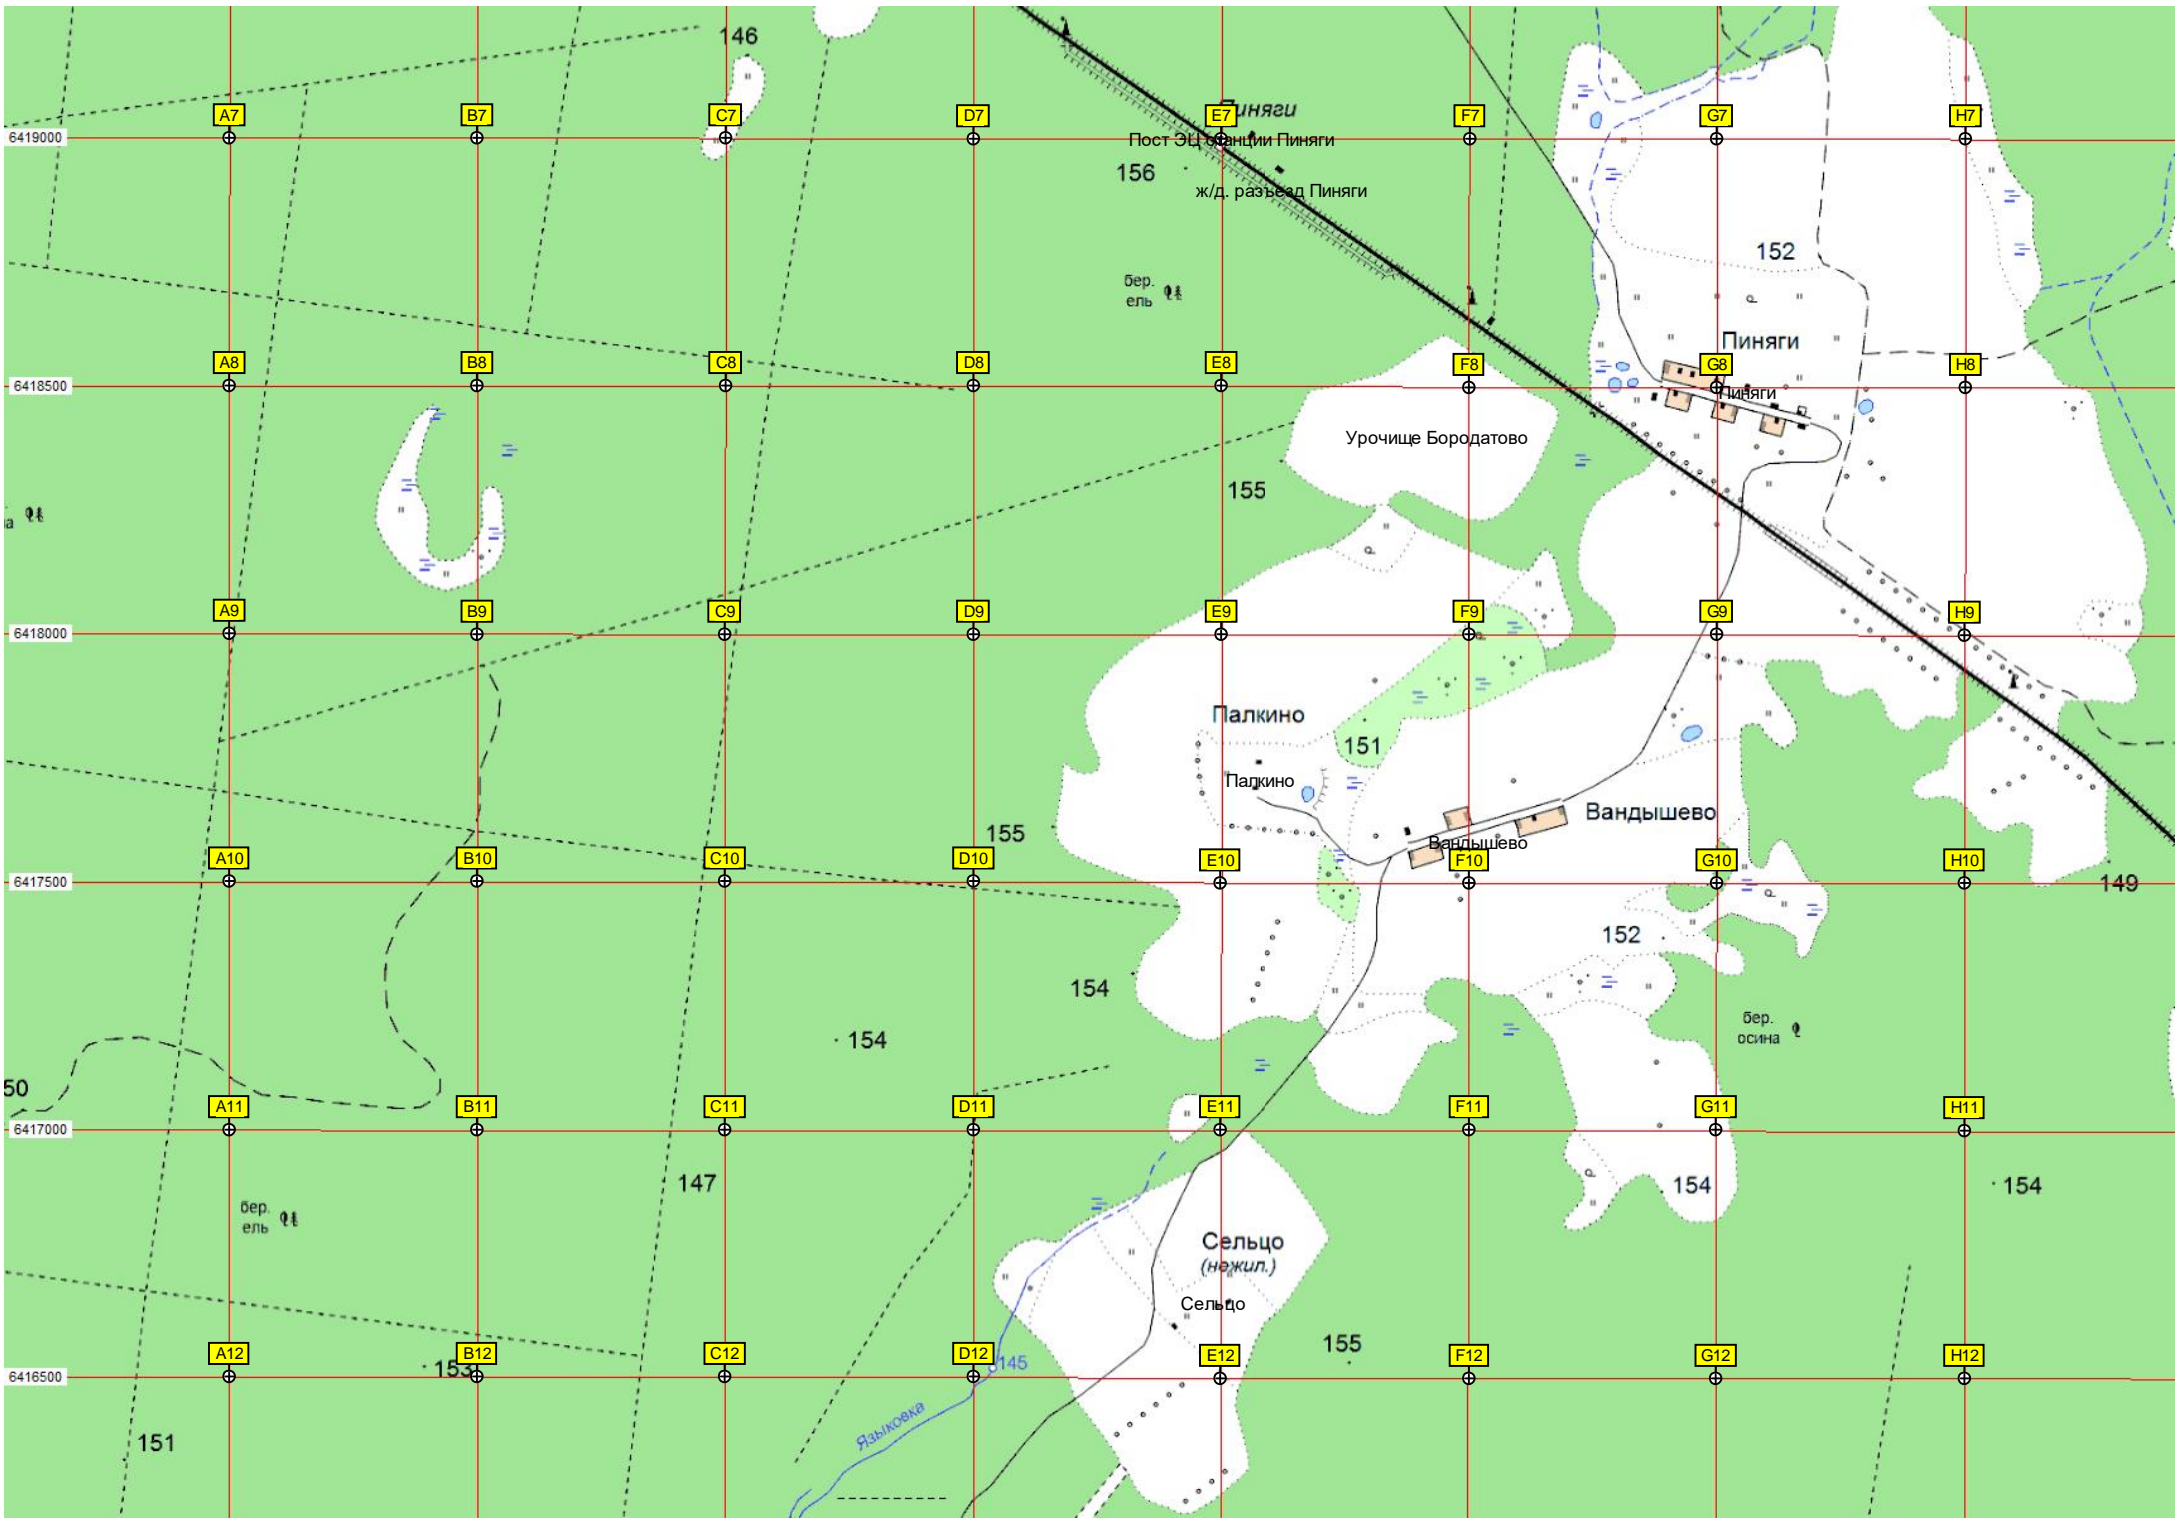 146
Пиняги
A7 B7 C7 D7 E7 F7 G7 H7
6419000
Пост ЭЦ станции Пиняги
156
ж/д. разъезд Пиняги
152
бер.
ель
Пиняги
A8 B8 C8 D8 E8 F8 G8 H8
6418500
Пиняги
Урочище Бородатово
155
а
A9 B9 C9 D9 E9 F9 G9 H9
6418000
Палкино
151
Палкино
Вандышево
155
Вандышево
A10 B10 C10 D10 E10 F10 G10 H10
6417500
149
152
154
154
бер.
осина
50
A11 B11 C11 D11 E11 F11 G11 H11
6417000
147
154
154
бер.
ель
Сельцо
(нежил.)
Сельцо
155
A12 B12 C12 D12 E12 F12 G12 H12
153
145
6416500
Языковка
151